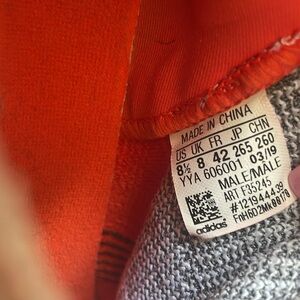 MADE IN CHINA
US UK FR JP CHN
8½ 8 42 265 260
YYA 606001 03/19
MALE/MALE
ART F35245
#1219444439
adidas